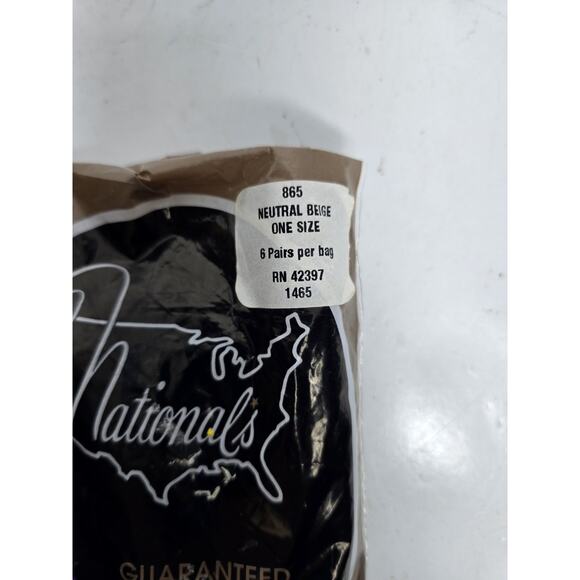 865
NEUTRAL BEIGE
ONE SIZE
6 Pairs per bag
RN 42397
1465
Nationals
GUARANTEED